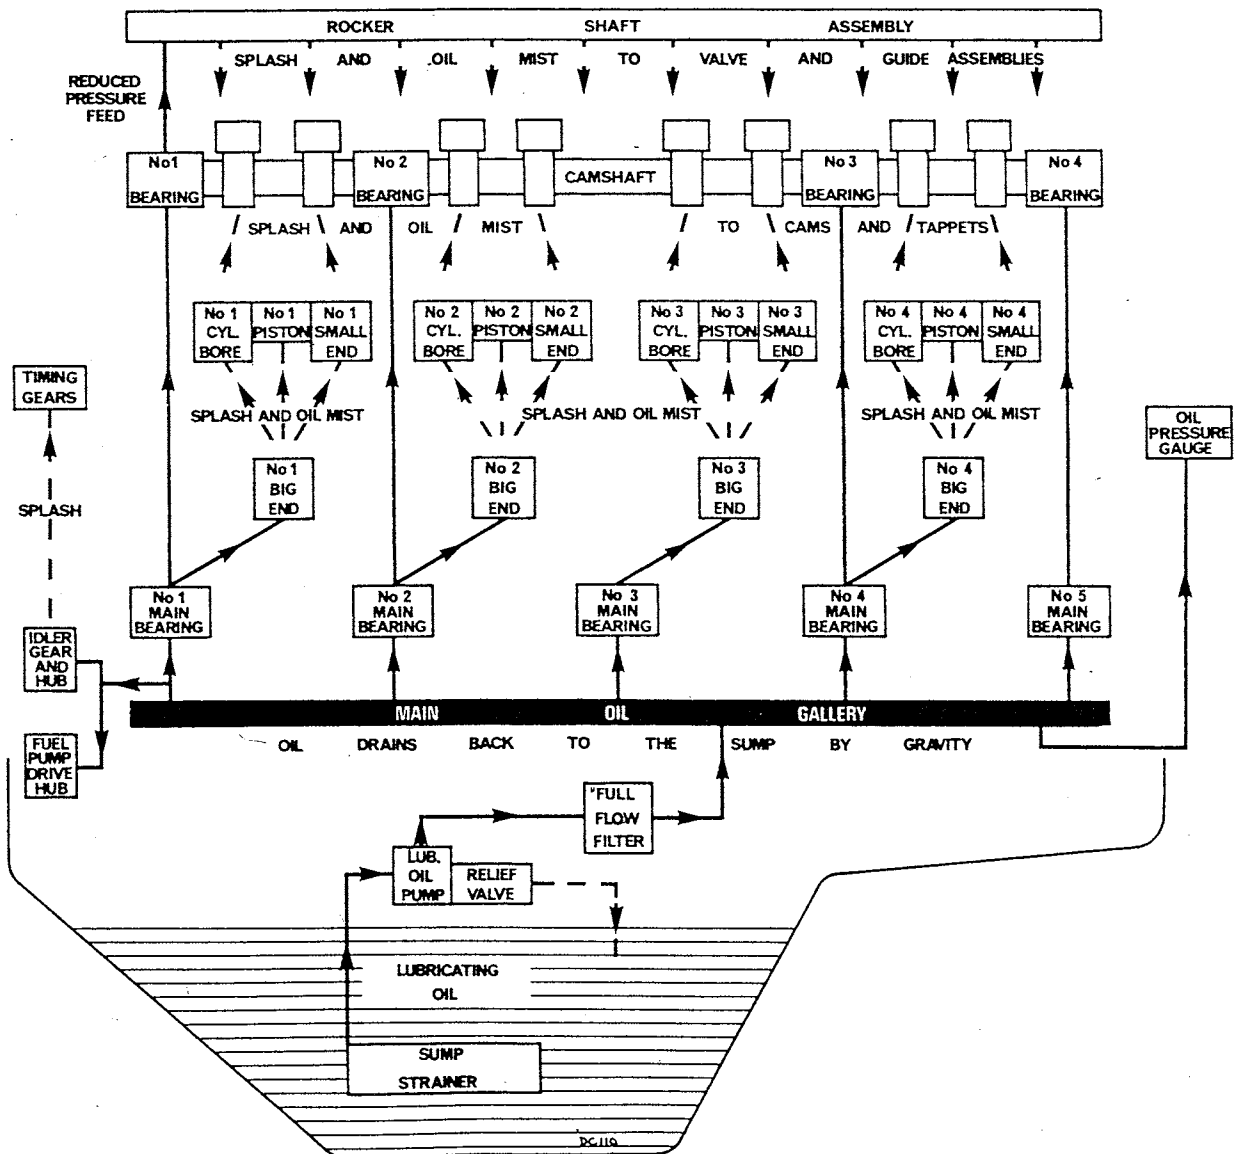 ROCKER SHAFT ASSEMBLY
SPLASH AND OIL MIST TO VALVE AND GUIDE ASSEMBLIES
REDUCED
PRESSURE
FEED
No 1
BEARING
No 2
BEARING
CAMSHAFT
No 3
BEARING
No 4
BEARING
SPLASH AND OIL MIST TO CAMS AND TAPPETS
No 1
CYL.
BORE
No 1
PISTON
No 1
SMALL
END
No 2
CYL.
BORE
No 2
PISTON
No 2
SMALL
END
No 3
CYL.
BORE
No 3
PISTON
No 3
SMALL
END
No 4
CYL.
BORE
No 4
PISTON
No 4
SMALL
END
TIMING
GEARS
SPLASH AND OIL MIST
SPLASH AND OIL MIST
SPLASH AND OIL MIST
OIL
PRESSURE
GAUGE
No 1
BIG
END
No 2
BIG
END
No 3
BIG
END
No 4
BIG
END
SPLASH
No 1
MAIN
BEARING
No 2
MAIN
BEARING
No 3
MAIN
BEARING
No 4
MAIN
BEARING
No 5
MAIN
BEARING
IDLER
GEAR
AND
HUB
MAIN OIL GALLERY
OIL DRAINS BACK TO THE SUMP BY GRAVITY
FUEL
PUMP
DRIVE
HUB
"FULL
FLOW
FILTER
LUB.
OIL
PUMP
RELIEF
VALVE
LUBRICATING
OIL
SUMP
STRAINER
DC110